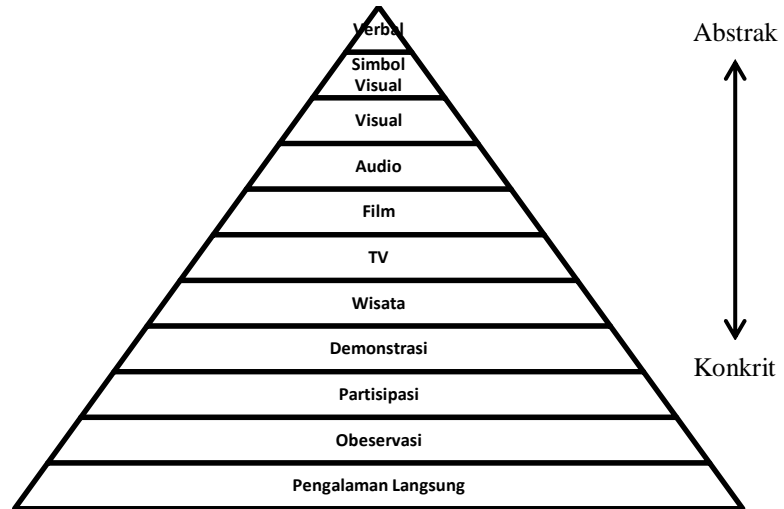 Verbal
Abstrak
Simbol
Visual
Visual
Audio
Film
TV
Wisata
Demonstrasi
Konkrit
Partisipasi
Obeservasi
Pengalaman Langsung